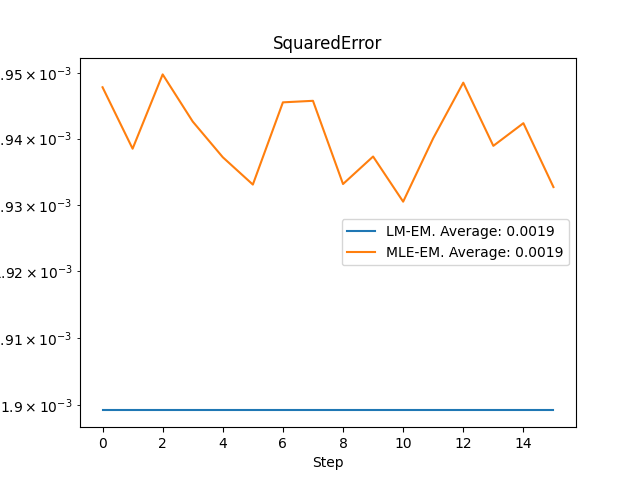 SquaredError
.95 × 10⁻³
.94 × 10⁻³
.93 × 10⁻³
.92 × 10⁻³
.91 × 10⁻³
1.9 × 10⁻³
LM-EM. Average: 0.0019
MLE-EM. Average: 0.0019
0 2 4 6 8 10 12 14
Step